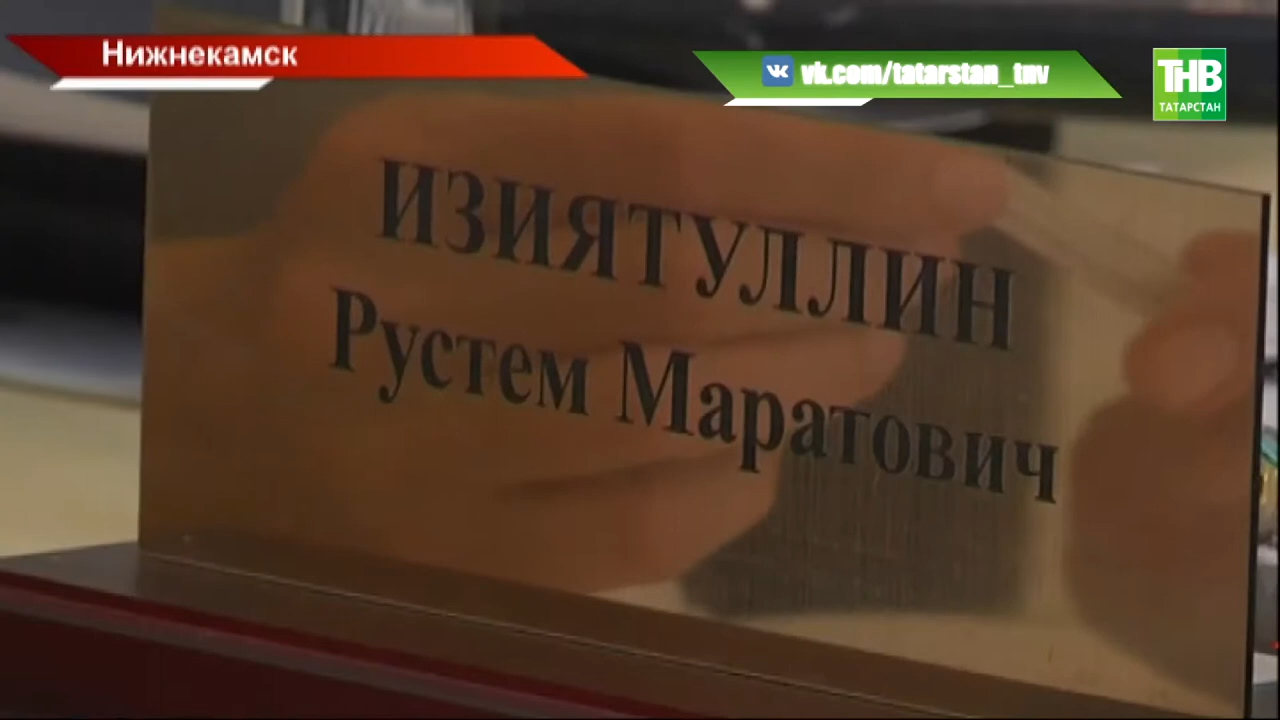 Нижнекамск
vk.com/tatarstan_tnv
ТНВ
ТАТАРСТАН
ИЗИЯТУЛЛИН
Рустем Маратович